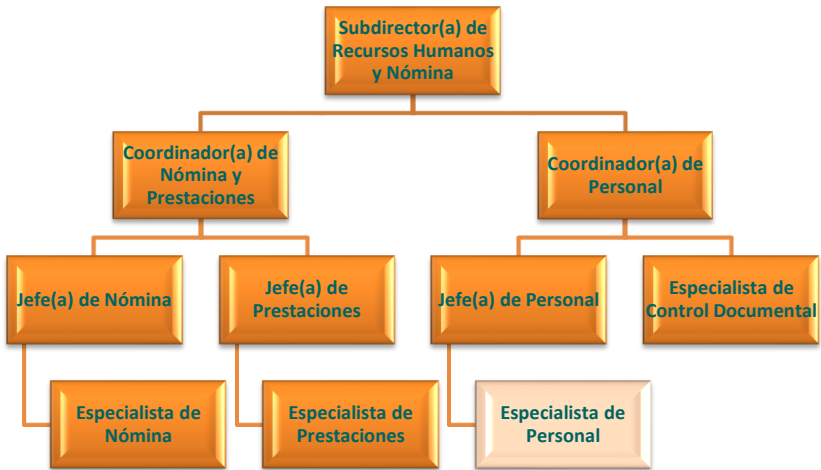 Subdirector(a) de
Recursos Humanos
y Nómina
Coordinador(a) de
Nómina y
Prestaciones
Coordinador(a) de
Personal
Jefe(a) de Nómina
Jefe(a) de
Prestaciones
Jefe(a) de Personal
Especialista de
Control Documental
Especialista de
Nómina
Especialista de
Prestaciones
Especialista de
Personal